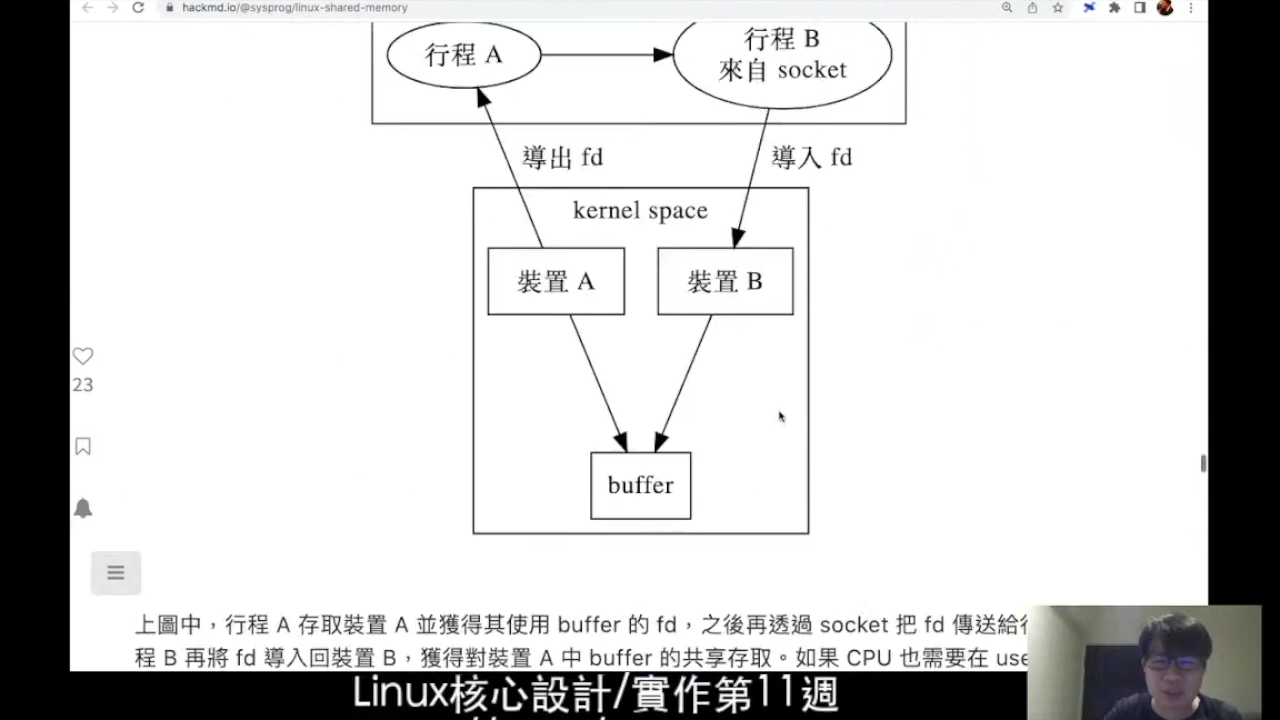 hackmd.io/@sysprog/linux-shared-memory
行程 A
行程 B
來自 socket
導出 fd
導入 fd
kernel space
裝置 A
裝置 B
buffer
23
上圖中，行程 A 存取裝置 A 並獲得其使用 buffer 的 fd，之後再透過 socket 把 fd 傳送給行
程 B 再將 fd 導入回裝置 B，獲得對裝置 A 中 buffer 的共享存取。如果 CPU 也需要在 use
Linux核心設計/實作第11週